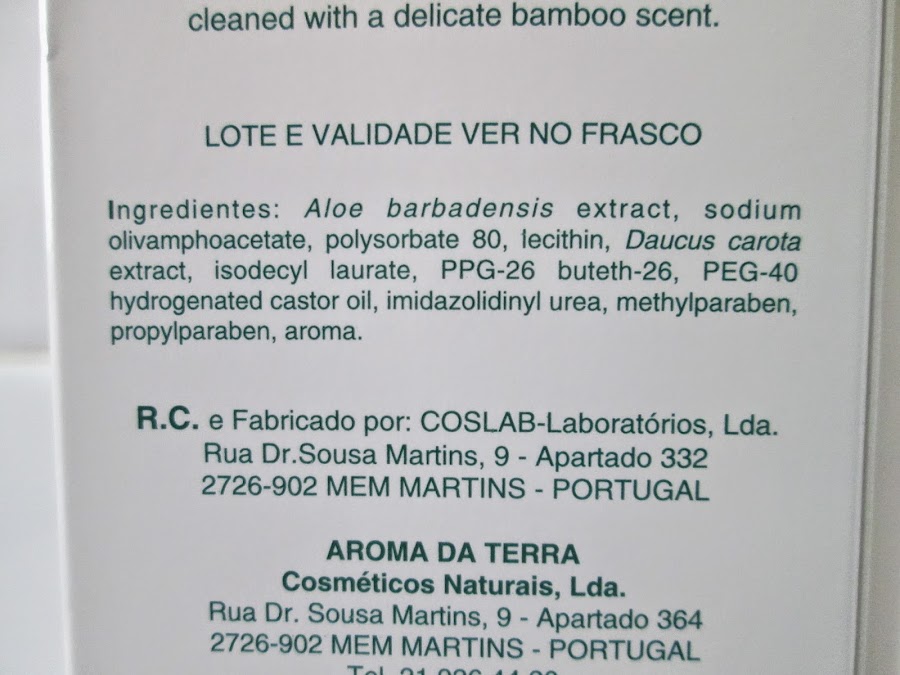 cleaned with a delicate bamboo scent.
LOTE E VALIDADE VER NO FRASCO
Ingredientes: Aloe barbadensis extract, sodium
olivamphoacetate, polysorbate 80, lecithin, Daucus carota
extract, isodecyl laurate, PPG-26 buteth-26, PEG-40
hydrogenated castor oil, imidazolidinyl urea, methylparaben,
propylparaben, aroma.
R.C. e Fabricado por: COSLAB-Laboratórios, Lda.
Rua Dr.Sousa Martins, 9 - Apartado 332
2726-902 MEM MARTINS - PORTUGAL
AROMA DA TERRA
Cosméticos Naturais, Lda.
Rua Dr. Sousa Martins, 9 - Apartado 364
2726-902 MEM MARTINS - PORTUGAL
Tel. 21